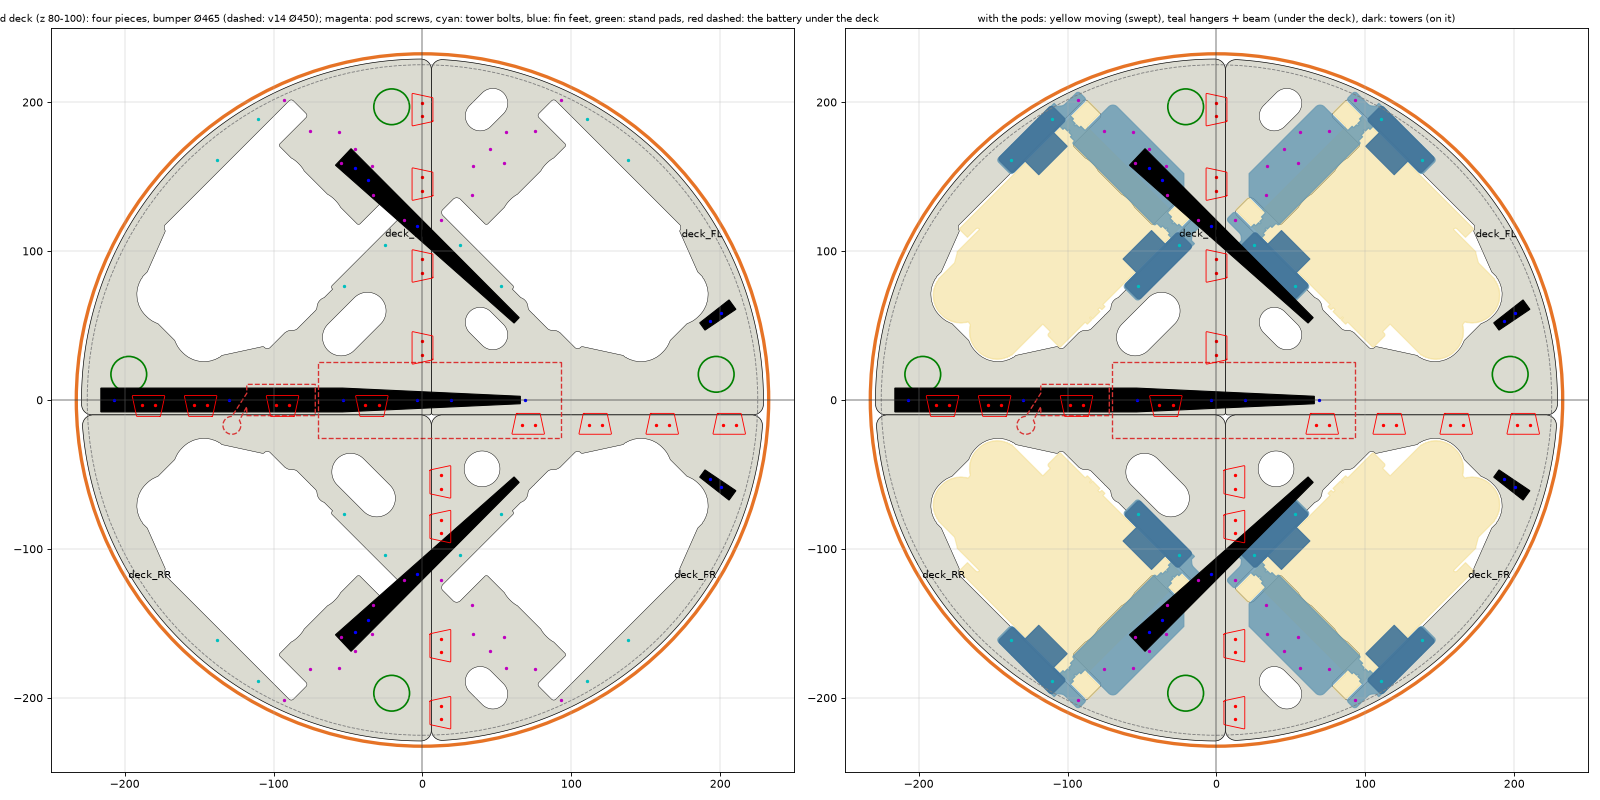 d deck (z 80-100): four pieces, bumper Ø465 (dashed: v14 Ø450); magenta: pod screws, cyan: tower bolts, blue: fin feet, green: stand pads, red dashed: the battery under the deck
with the pods: yellow moving (swept), teal hangers + beam (under the deck), dark: towers (on it)
200
100
0
−100
−200
−200
−100
0
100
200
deck_
deck_FL
deck_RR
deck_FR
200
100
0
−100
−200
−200
−100
0
100
200
deck_
deck_FL
deck_RR
deck_FR